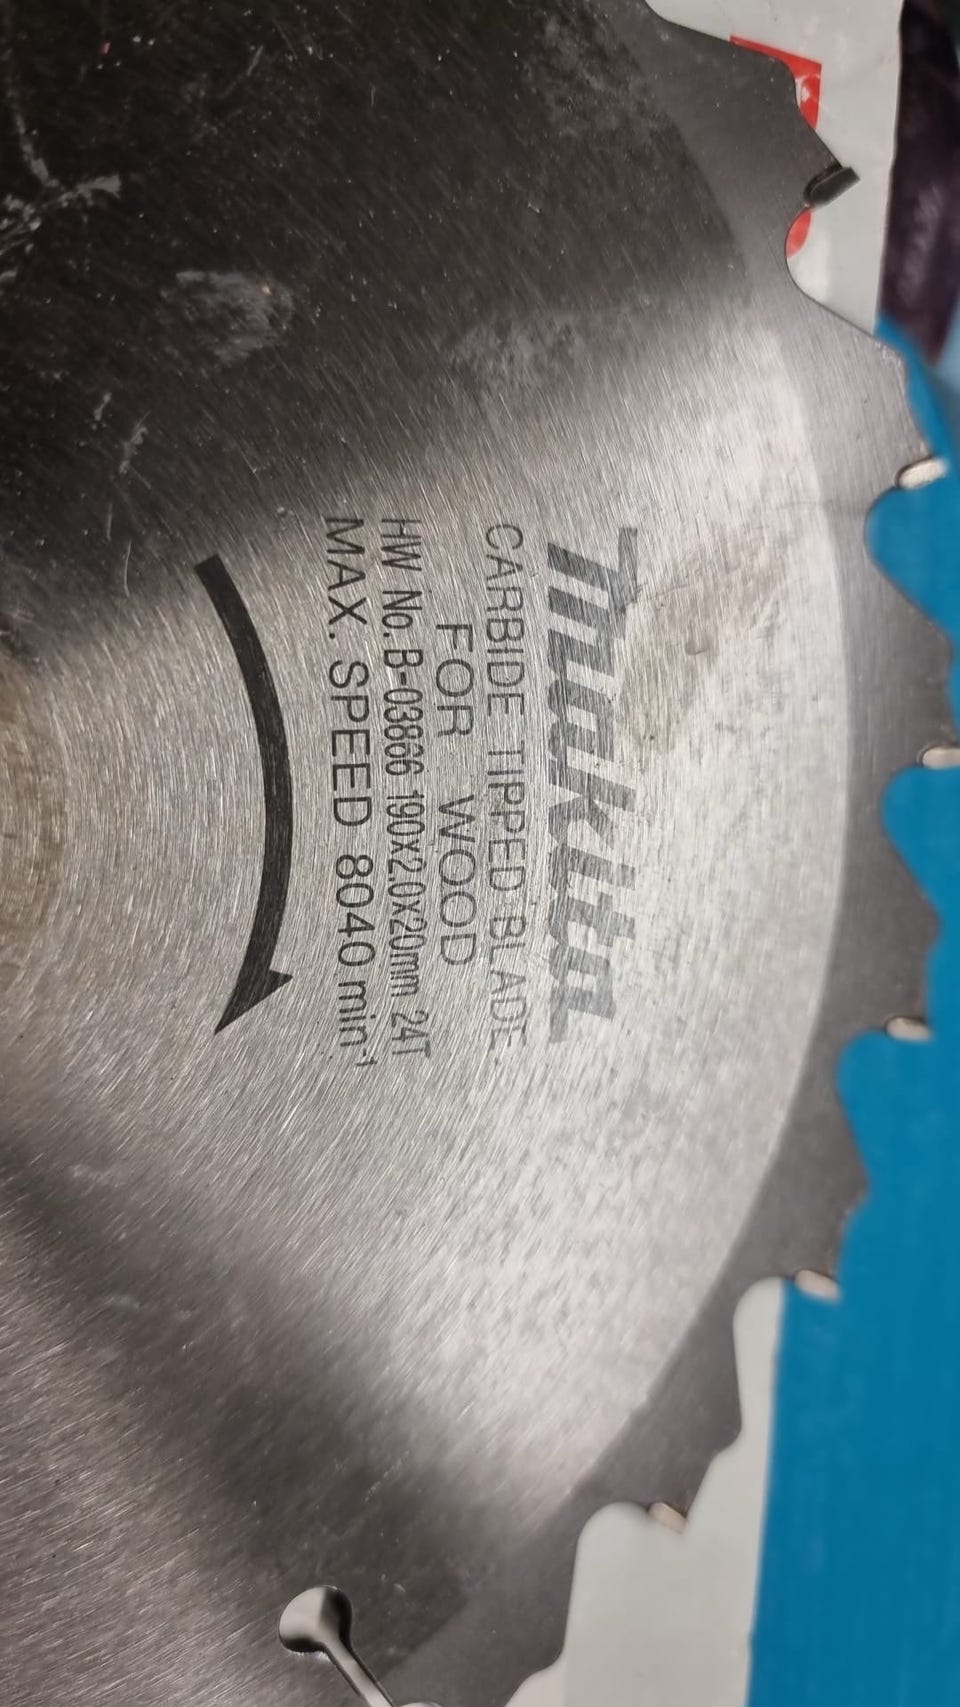 makita
CARBIDE TIPPED BLADE
FOR WOOD
HW No. B-03866 190x2.0x20mm 24T
MAX. SPEED 8040 min⁻¹